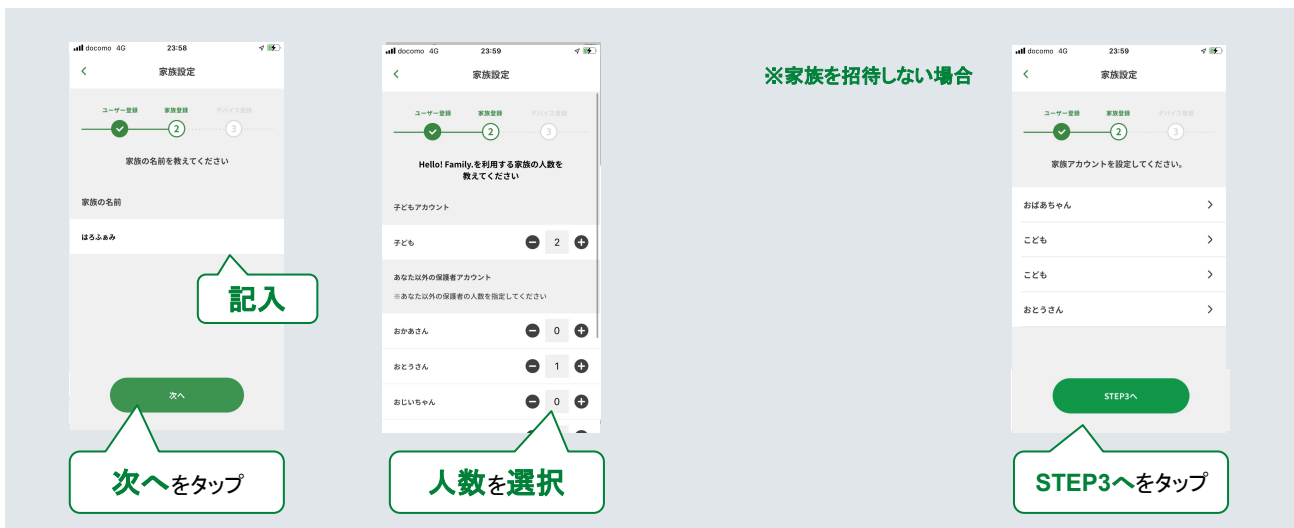 docomo 4G 23:58
家族設定
ユーザー登録 家族登録 デバイス登録
2 3
家族の名前を教えてください
家族の名前
はろふぁみ
記入
次へ
次へをタップ
docomo 4G 23:59
家族設定
ユーザー登録 家族登録 デバイス登録
2 3
Hello! Family.を利用する家族の人数を
教えてください
子どもアカウント
子ども 2
あなた以外の保護者アカウント
※あなた以外の保護者の人数を指定してください
おかあさん 0
おとうさん 1
おじいちゃん 0
人数を選択
※家族を招待しない場合
docomo 4G 23:59
家族設定
ユーザー登録 家族登録 デバイス登録
2 3
家族アカウントを設定してください。
おばあちゃん
こども
こども
おとうさん
STEP3へ
STEP3へをタップ